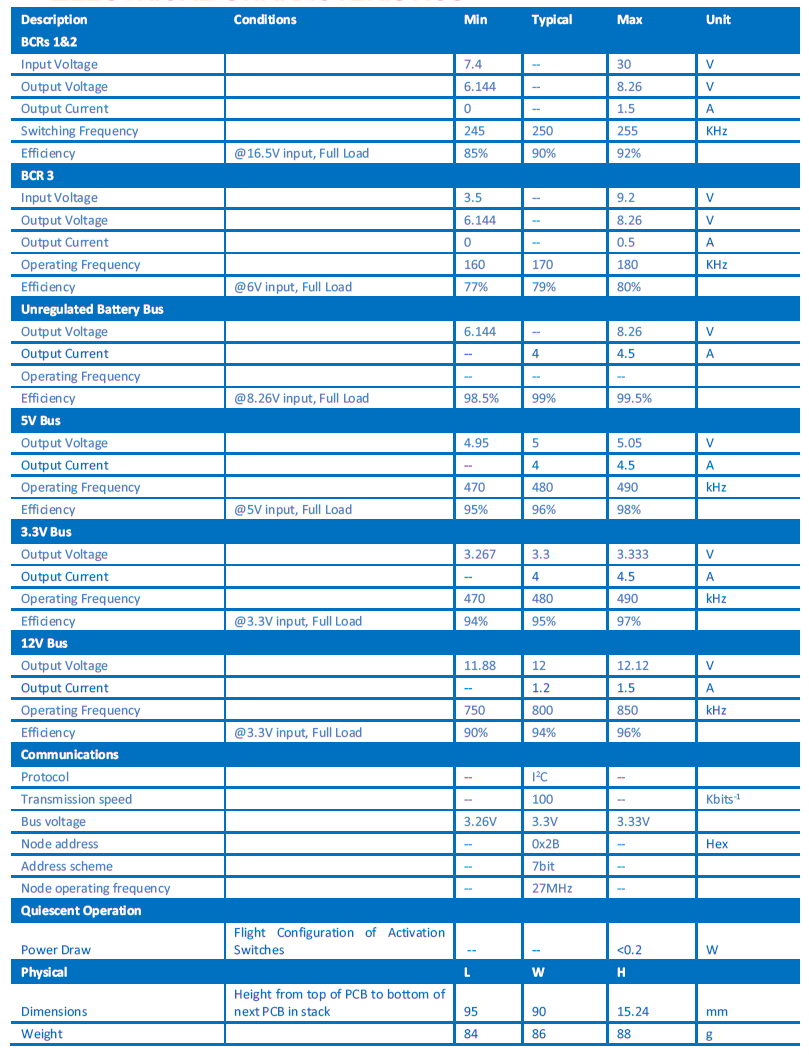 Description Conditions Min Typical Max Unit
BCRs 1&2
Input Voltage 7.4 -- 30 V
Output Voltage 6.144 -- 8.26 V
Output Current 0 -- 1.5 A
Switching Frequency 245 250 255 KHz
Efficiency @16.5V input, Full Load 85% 90% 92%
BCR 3
Input Voltage 3.5 -- 9.2 V
Output Voltage 6.144 -- 8.26 V
Output Current 0 -- 0.5 A
Operating Frequency 160 170 180 KHz
Efficiency @6V input, Full Load 77% 79% 80%
Unregulated Battery Bus
Output Voltage 6.144 -- 8.26 V
Output Current -- 4 4.5 A
Operating Frequency -- -- --
Efficiency @8.26V input, Full Load 98.5% 99% 99.5%
5V Bus
Output Voltage 4.95 5 5.05 V
Output Current -- 4 4.5 A
Operating Frequency 470 480 490 kHz
Efficiency @5V input, Full Load 95% 96% 98%
3.3V Bus
Output Voltage 3.267 3.3 3.333 V
Output Current -- 4 4.5 A
Operating Frequency 470 480 490 kHz
Efficiency @3.3V input, Full Load 94% 95% 97%
12V Bus
Output Voltage 11.88 12 12.12 V
Output Current -- 1.2 1.5 A
Operating Frequency 750 800 850 kHz
Efficiency @3.3V input, Full Load 90% 94% 96%
Communications
Protocol -- I²C --
Transmission speed -- 100 -- Kbits⁻¹
Bus voltage 3.26V 3.3V 3.33V
Node address -- 0x2B -- Hex
Address scheme -- 7bit --
Node operating frequency -- 27MHz --
Quiescent Operation
Flight Configuration of Activation
Power Draw Switches -- -- <0.2 W
Physical L W H
Height from top of PCB to bottom of
Dimensions next PCB in stack 95 90 15.24 mm
Weight 84 86 88 g